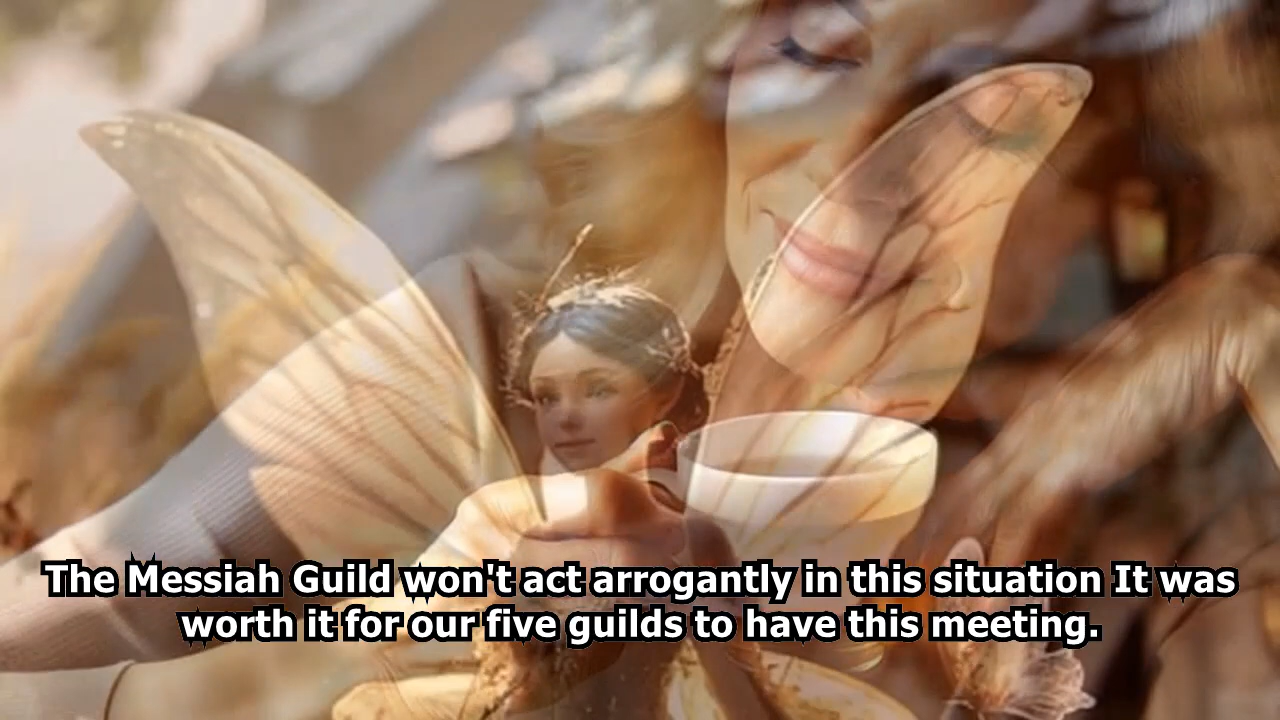 The Messiah Guild won't act arrogantly in this situation It was
worth it for our five guilds to have this meeting.